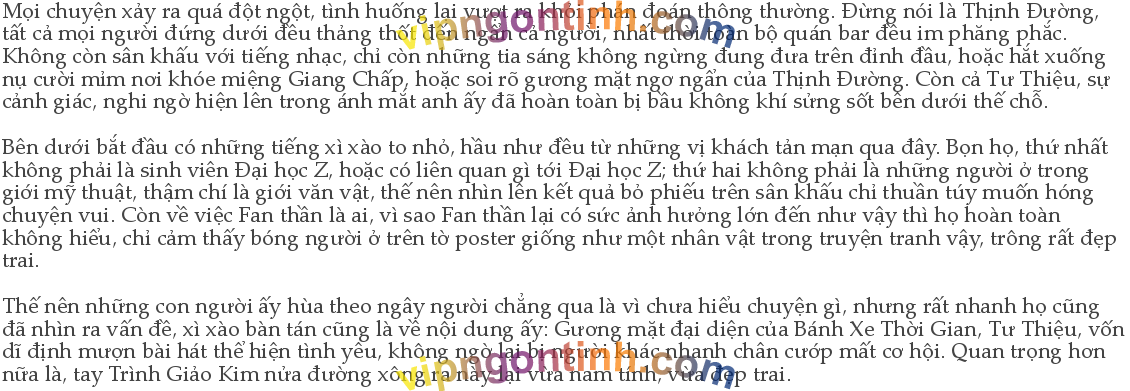 Mọi chuyện xảy ra quá đột ngột, tình huống lại vượt ra khỏi phán đoán thông thường. Đừng nói là Thịnh Đường,
tất cả mọi người đứng dưới đều thảng thốt đến ngẩn cả người, nhất thời toàn bộ quán bar đều im phăng phắc.
Không còn sân khấu với tiếng nhạc, chỉ còn những tia sáng không ngừng đung đưa trên đỉnh đầu, hoặc hắt xuống
nụ cười mỉm nơi khóe miệng Giang Chấp, hoặc soi rõ gương mặt ngơ ngẩn của Thịnh Đường. Còn cả Tư Thiệu, sự
cảnh giác, nghi ngờ hiện lên trong ánh mắt anh ấy đã hoàn toàn bị bầu không khí sửng sốt bên dưới thế chỗ.
Bên dưới bắt đầu có những tiếng xì xào to nhỏ, hầu như đều từ những vị khách tản mạn qua đây. Bọn họ, thứ nhất
không phải là sinh viên Đại học Z, hoặc có liên quan gì tới Đại học Z; thứ hai không phải là những người ở trong
giới mỹ thuật, thậm chí là giới văn vật, thế nên nhìn lên kết quả bỏ phiếu trên sân khấu chỉ thuần túy muốn hóng
chuyện vui. Còn về việc Fan thần là ai, vì sao Fan thần lại có sức ảnh hưởng lớn đến như vậy thì họ hoàn toàn
không hiểu, chỉ cảm thấy bóng người ở trên tờ poster giống như một nhân vật trong truyện tranh vậy, trông rất đẹp
trai.
Thế nên những con người ấy hùa theo ngây người chẳng qua là vì chưa hiểu chuyện gì, nhưng rất nhanh họ cũng
đã nhìn ra vấn đề, xì xào bàn tán cũng là về nội dung ấy: Gương mặt đại diện của Bánh Xe Thời Gian, Tư Thiệu, vốn
dĩ định mượn bài hát thể hiện tình yêu, không ngờ lại bị người khác nhanh chân cướp mất cơ hội. Quan trọng hơn
nữa là, tay Trình Giảo Kim nửa đường xông ra này lại vừa nam tính, vừa đẹp trai.
vipngontinh.com
vipngontinh.com